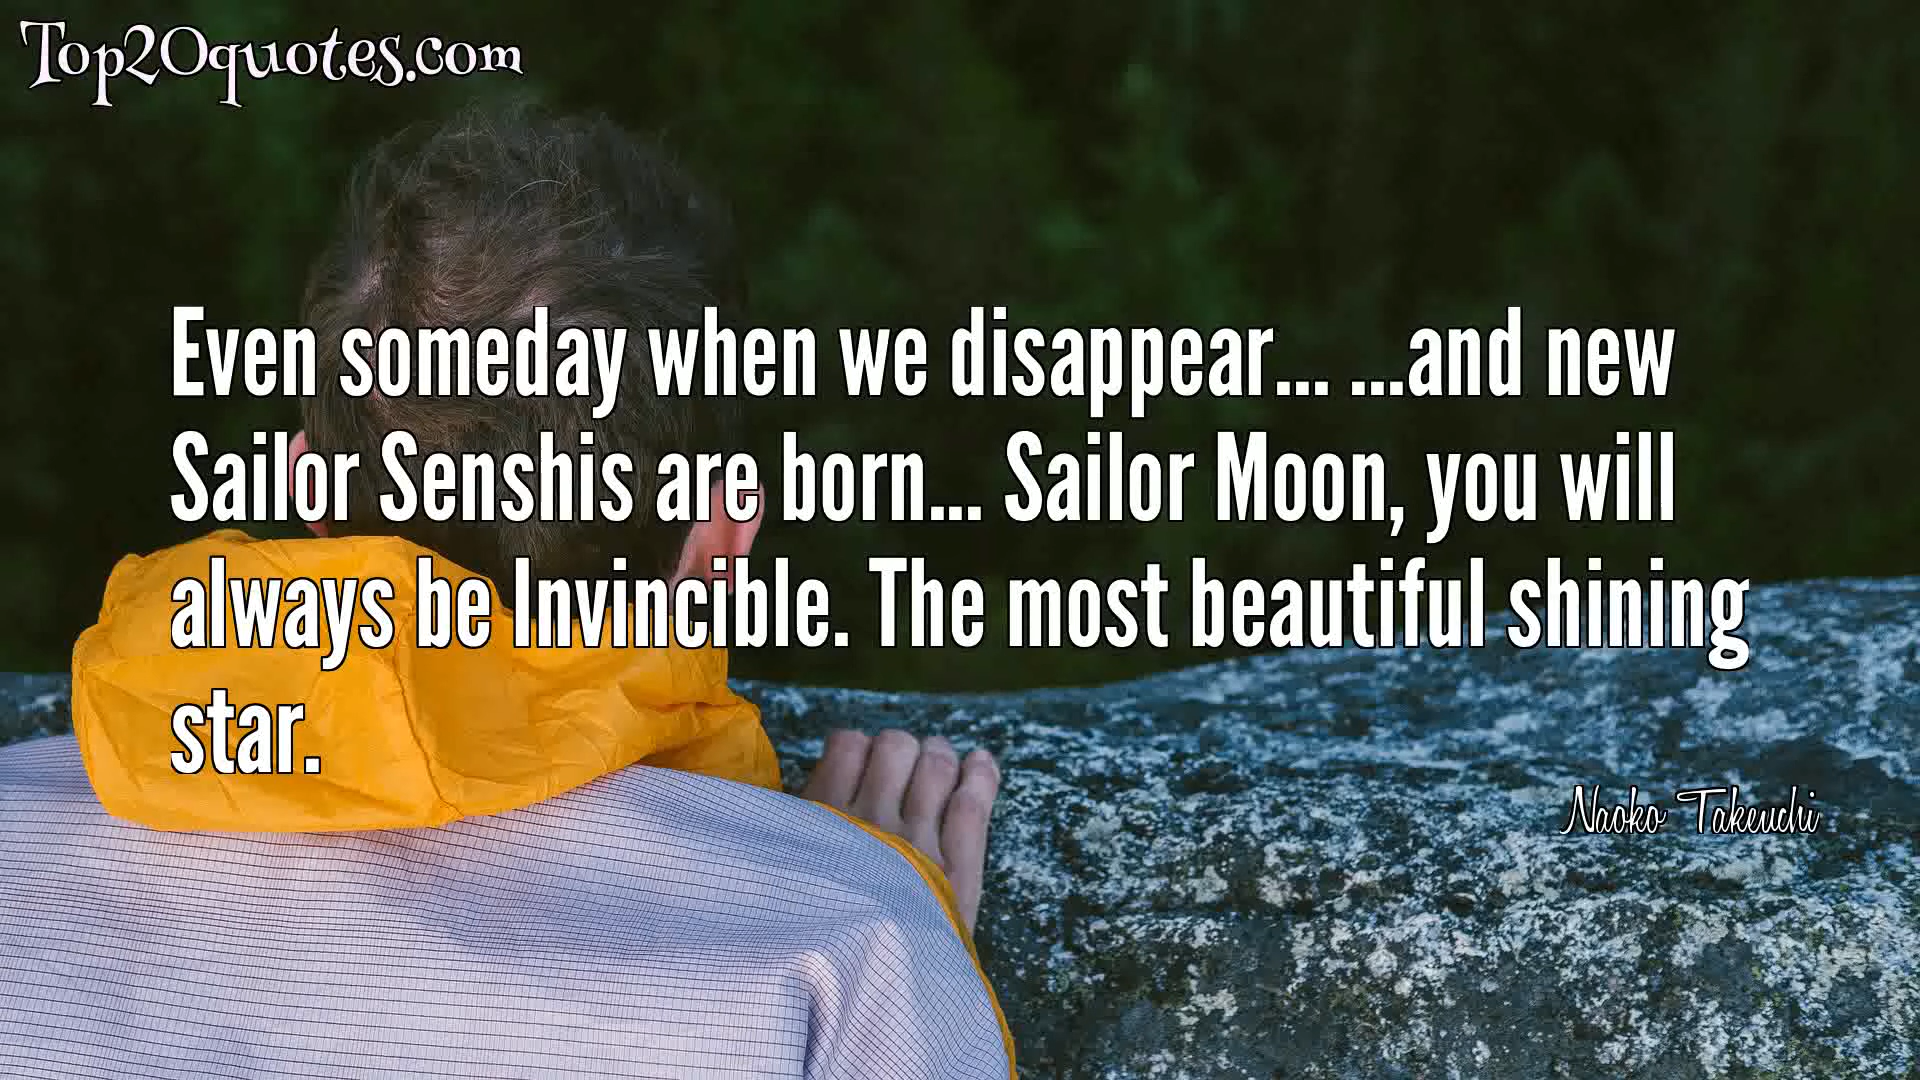 Top20quotes.com
Even someday when we disappear... ...and new
Sailor Senshis are born... Sailor Moon, you will
always be Invincible. The most beautiful shining
star.
Naoko Takeuchi